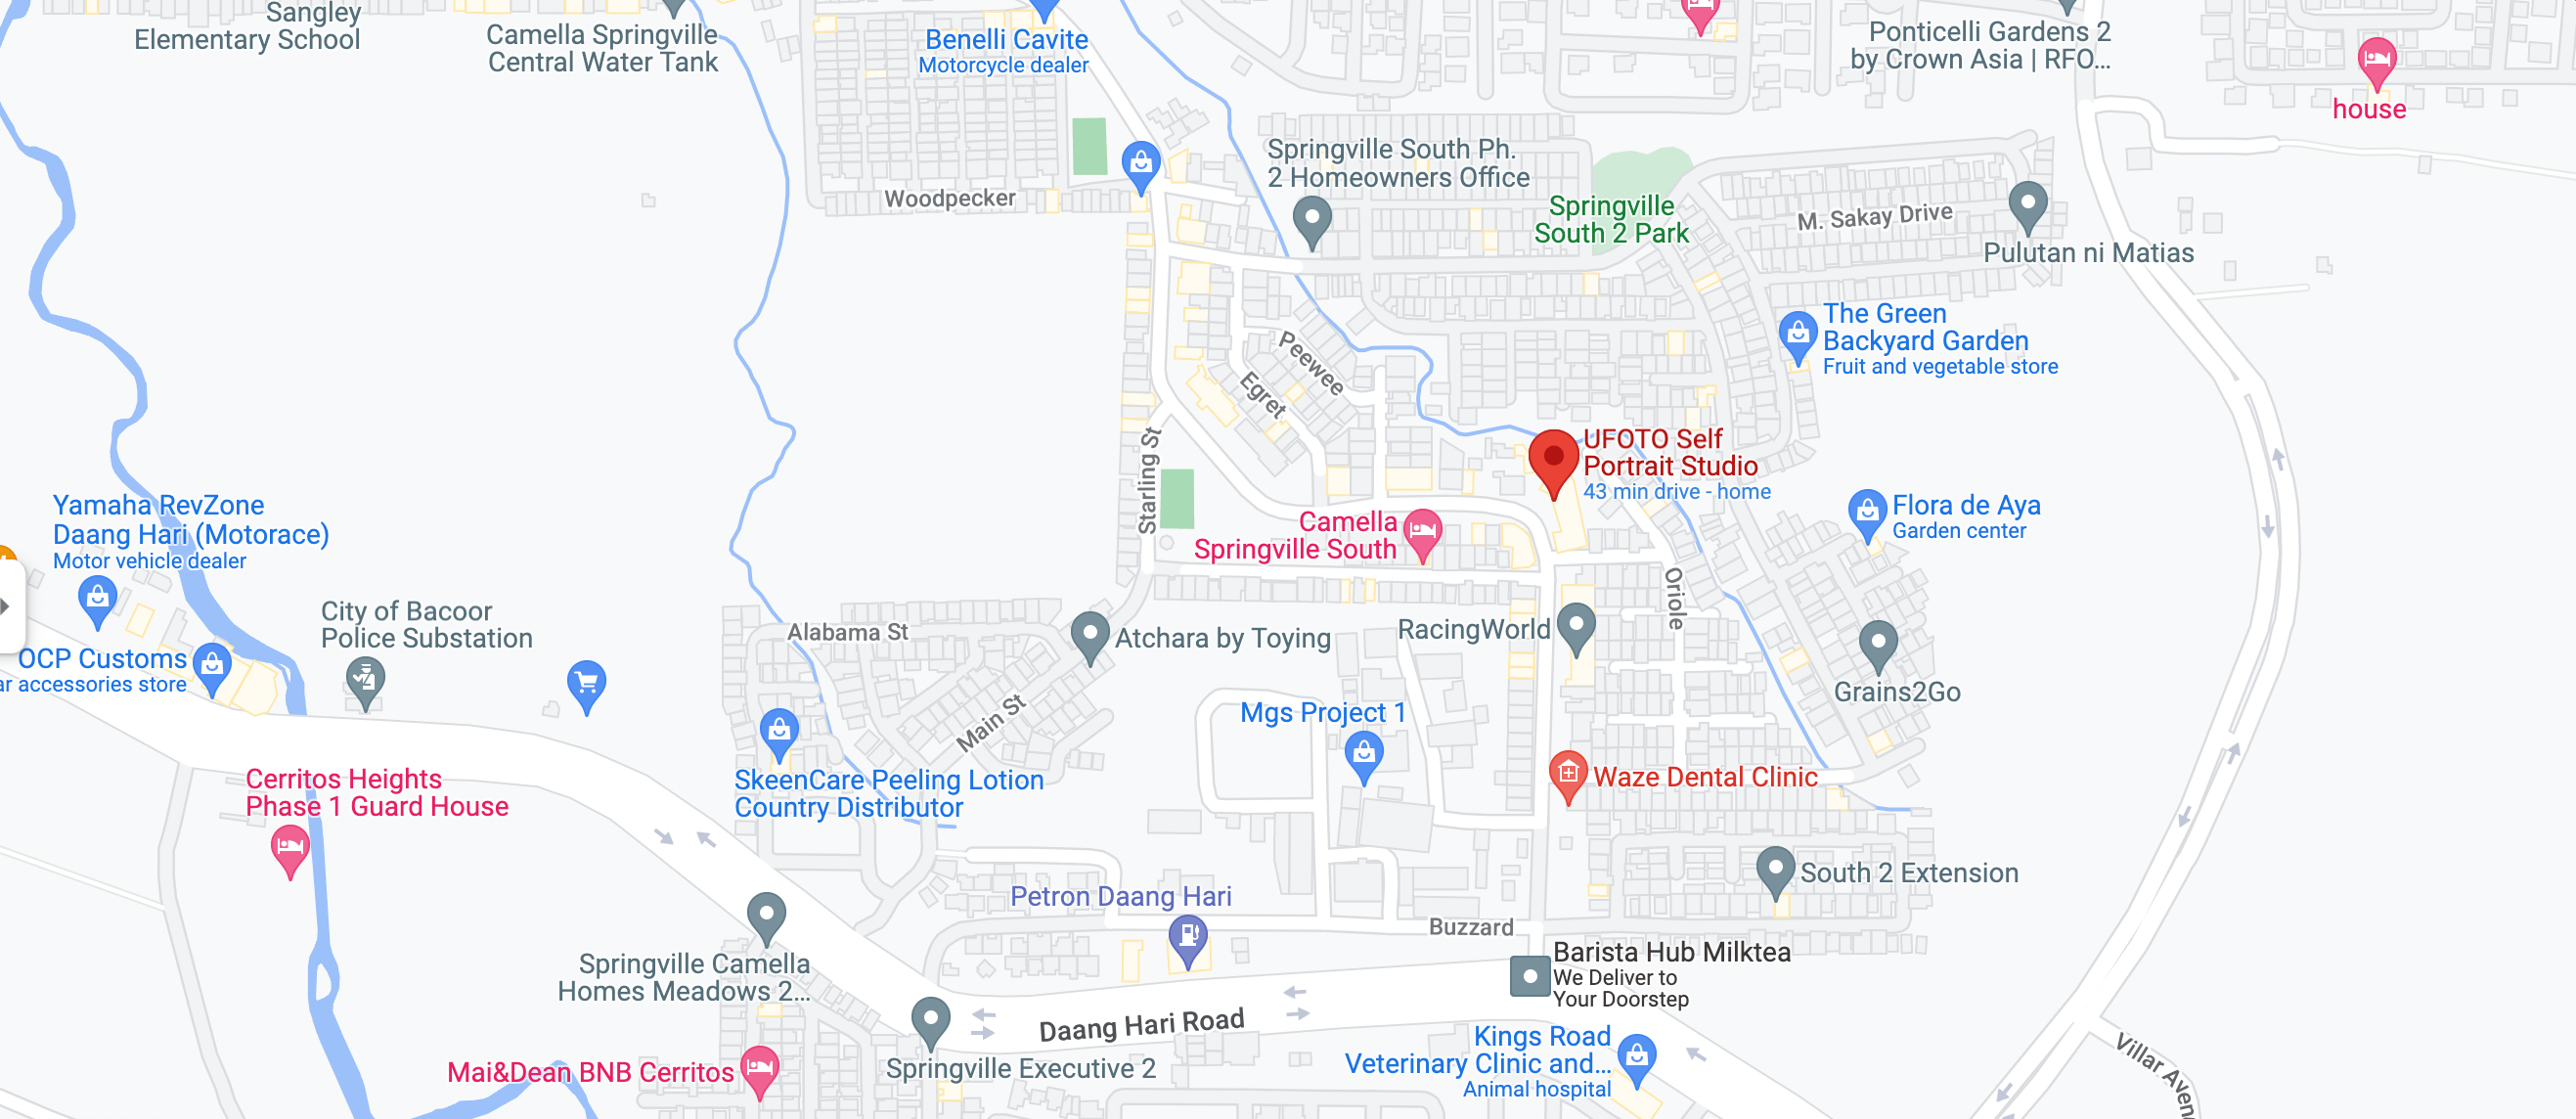 Sangley
Elementary School
Camella Springville
Central Water Tank
Benelli Cavite
Motorcycle dealer
Ponticelli Gardens 2
by Crown Asia | RFO...
house
Woodpecker
Springville South Ph.
2 Homeowners Office
Springville
South 2 Park
M. Sakay Drive
Pulutan ni Matias
The Green
Backyard Garden
Fruit and vegetable store
Peewee
Egret
Starling St
UFOTO Self
Portrait Studio
43 min drive - home
Yamaha RevZone
Daang Hari (Motorace)
Motor vehicle dealer
Camella
Springville South
Flora de Aya
Garden center
City of Bacoor
Police Substation
Alabama St
Atchara by Toying
RacingWorld
Oriole
OCP Customs
ar accessories store
Main St
Mgs Project 1
Grains2Go
Cerritos Heights
Phase 1 Guard House
SkeenCare Peeling Lotion
Country Distributor
Waze Dental Clinic
Petron Daang Hari
South 2 Extension
Buzzard
Springville Camella
Homes Meadows 2...
Barista Hub Milktea
We Deliver to
Your Doorstep
Daang Hari Road
Springville Executive 2
Mai&Dean BNB Cerritos
Kings Road
Veterinary Clinic and...
Animal hospital
Villar Aven